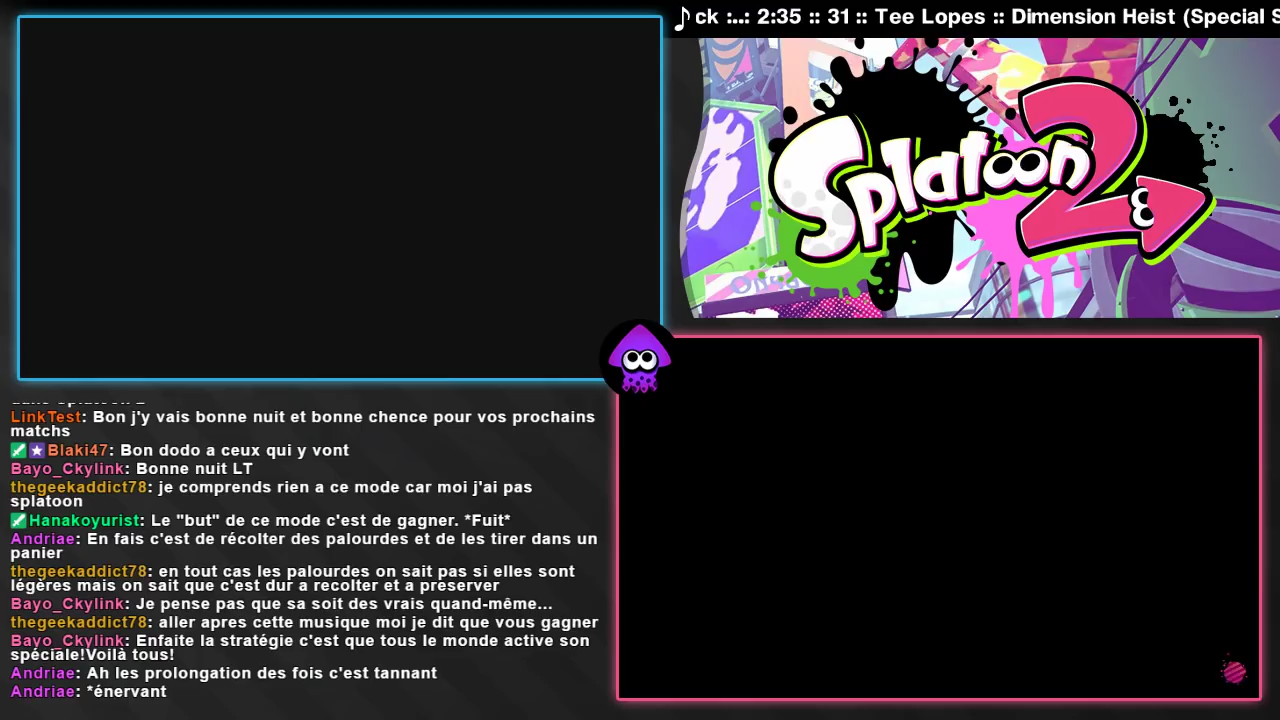 ♪ck :..: 2:35 :: 31 :: Tee Lopes :: Dimension Heist (Special S
Splatoon 2
LinkTest: Bon j'y vais bonne nuit et bonne chence pour vos prochains
matchs
Blaki47: Bon dodo a ceux qui y vont
Bayo_Ckylink: Bonne nuit LT
thegeekaddict78: je comprends rien a ce mode car moi j'ai pas
splatoon
Hanakoyurist: Le "but" de ce mode c'est de gagner. *Fuit*
Andriae: En fais c'est de récolter des palourdes et de les tirer dans un
panier
thegeekaddict78: en tout cas les palourdes on sait pas si elles sont
légères mais on sait que c'est dur a recolter et a préserver
Bayo_Ckylink: Je pense pas que sa soit des vrais quand-même...
thegeekaddict78: aller apres cette musique moi je dit que vous gagner
Bayo_Ckylink: Enfaite la stratégie c'est que tous le monde active son
spéciale!Voilà tous!
Andriae: Ah les prolongation des fois c'est tannant
Andriae: *énervant